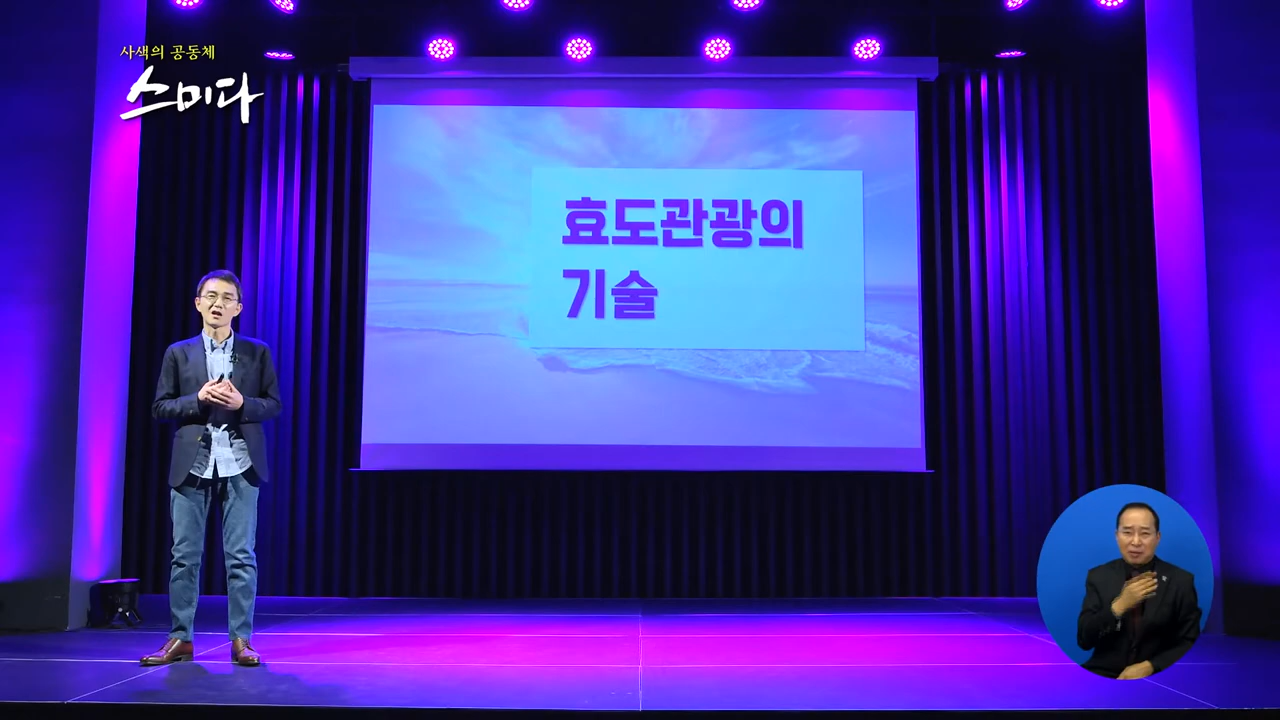 사색의 공동체
스미다
효도관광의
기술